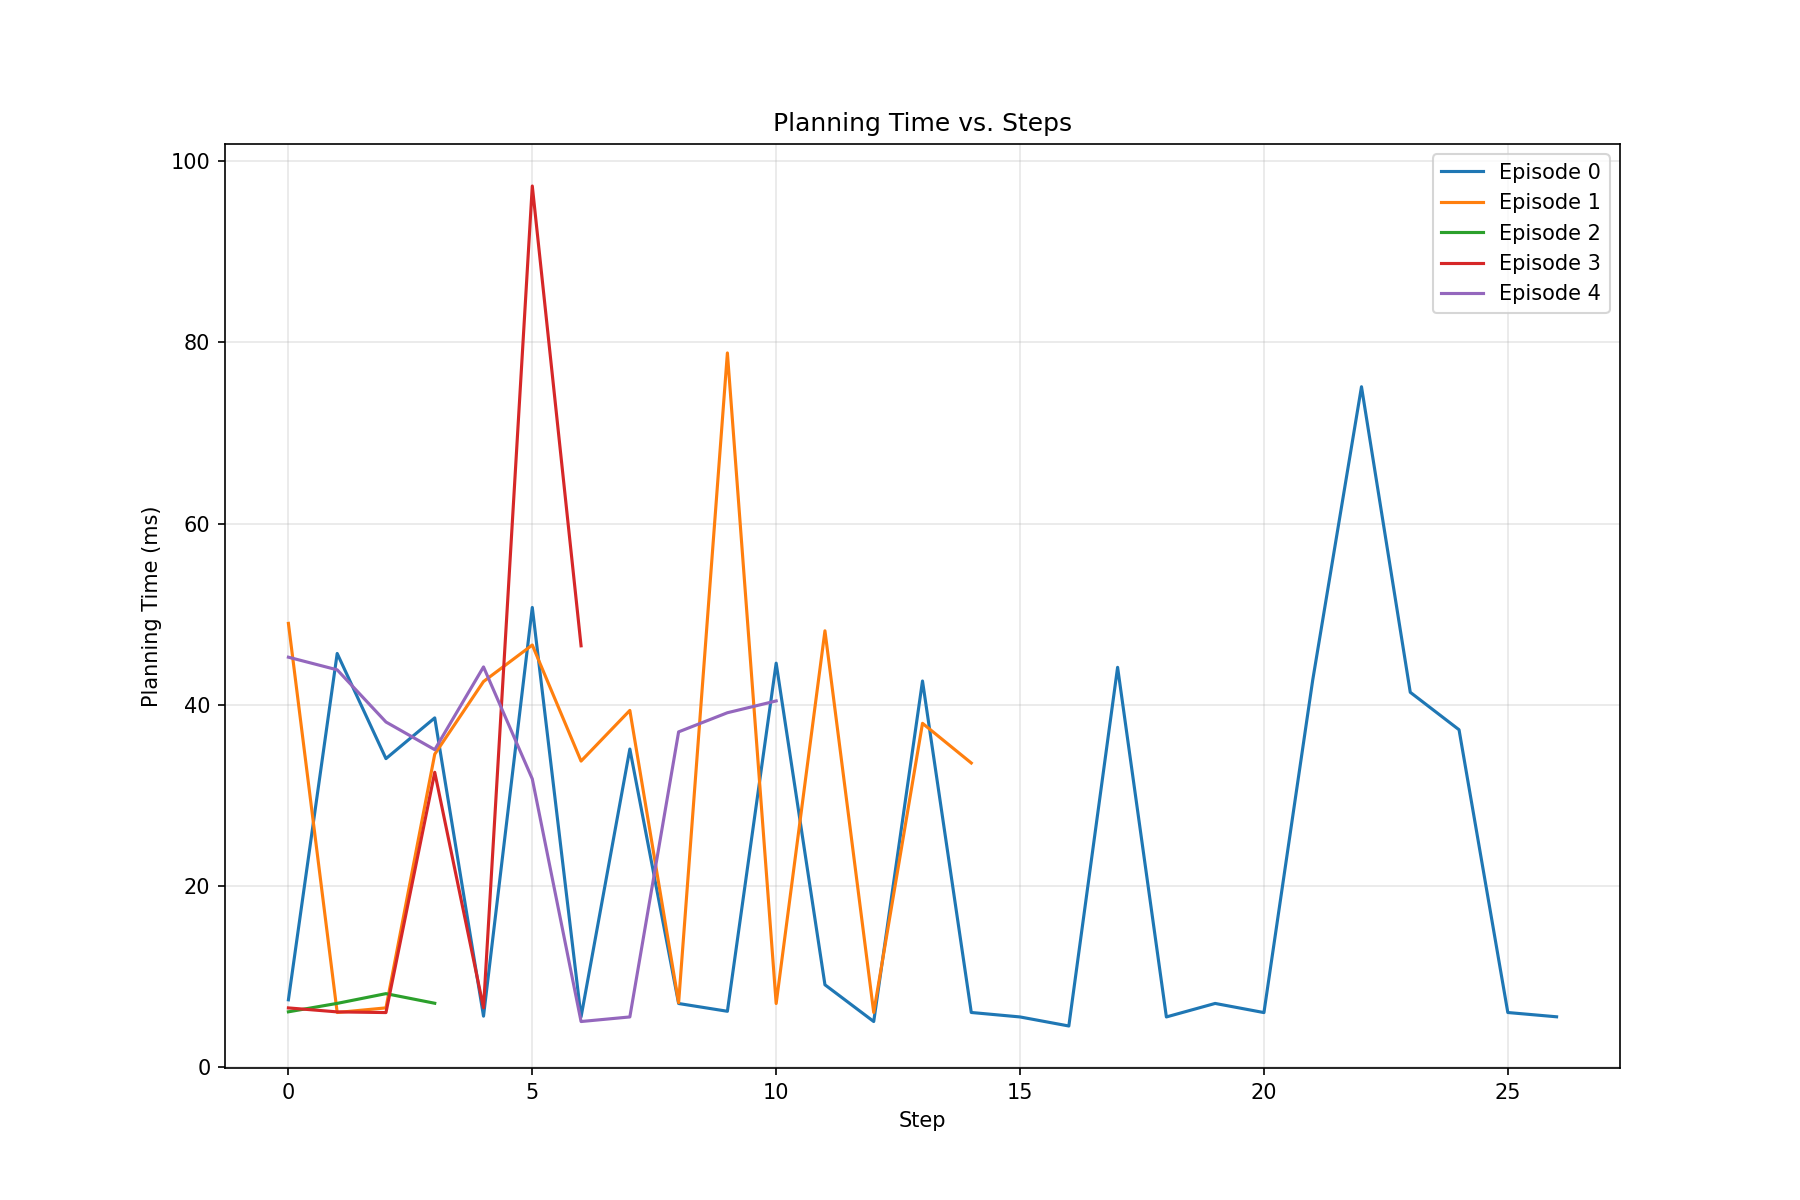 Planning Time vs. Steps
100
80
60
40
20
0
Planning Time (ms)
0 5 10 15 20 25
Step
Episode 0
Episode 1
Episode 2
Episode 3
Episode 4